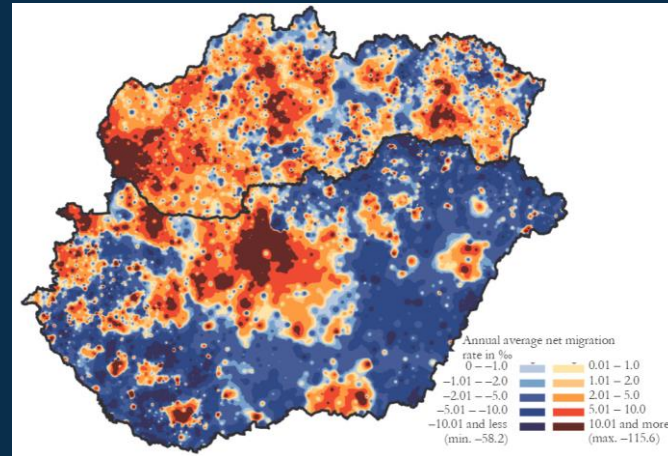 Annual average net migration
rate in ‰
0 – –1.0 0.01 – 1.0
–1.01 – –2.0 1.01 – 2.0
–2.01 – –5.0 2.01 – 5.0
–5.01 – –10.0 5.01 – 10.0
–10.01 and less 10.01 and more
(min. –58.2) (max. –115.6)